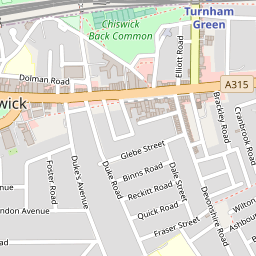 Chiswick
Back Common
Turnham
Green
Elliott Road
Dolman Road
A315
wick
Brackley Road
Cranbrook Road
Glebe Street
Duke's Avenue
Duke Road
Foster Road
Binns Road
Dale Street
Reckitt Road
Devonshire Road
Quick Road
Fraser Street
ndon Avenue
Wilton
Ashbou